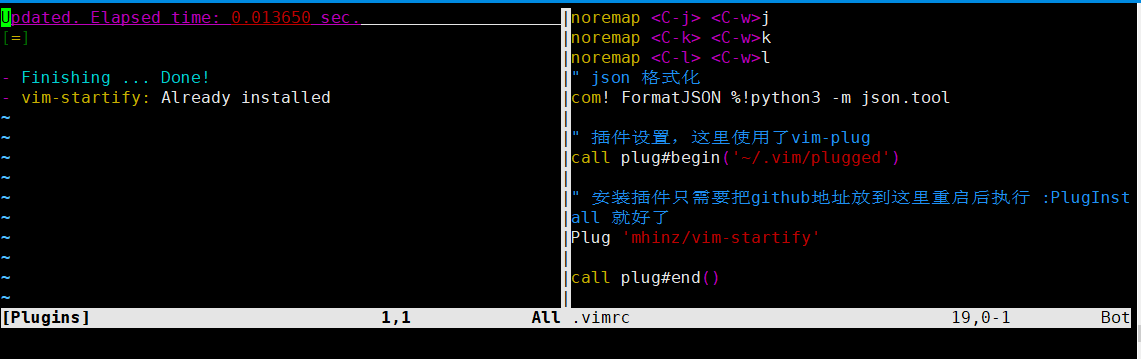 Updated. Elapsed time: 0.013650 sec.
[=]
- Finishing ... Done!
- vim-startify: Already installed
~
~
~
~
~
~
~
~
~
~
[Plugins] 1,1 All
noremap <C-j> <C-w>j
noremap <C-k> <C-w>k
noremap <C-l> <C-w>l
" json 格式化
com! FormatJSON %!python3 -m json.tool
" 插件设置，这里使用了vim-plug
call plug#begin('~/.vim/plugged')
" 安装插件只需要把github地址放到这里重启后执行 :PlugInst
all 就好了
Plug 'mhinz/vim-startify'
call plug#end()
.vimrc 19,0-1 Bot